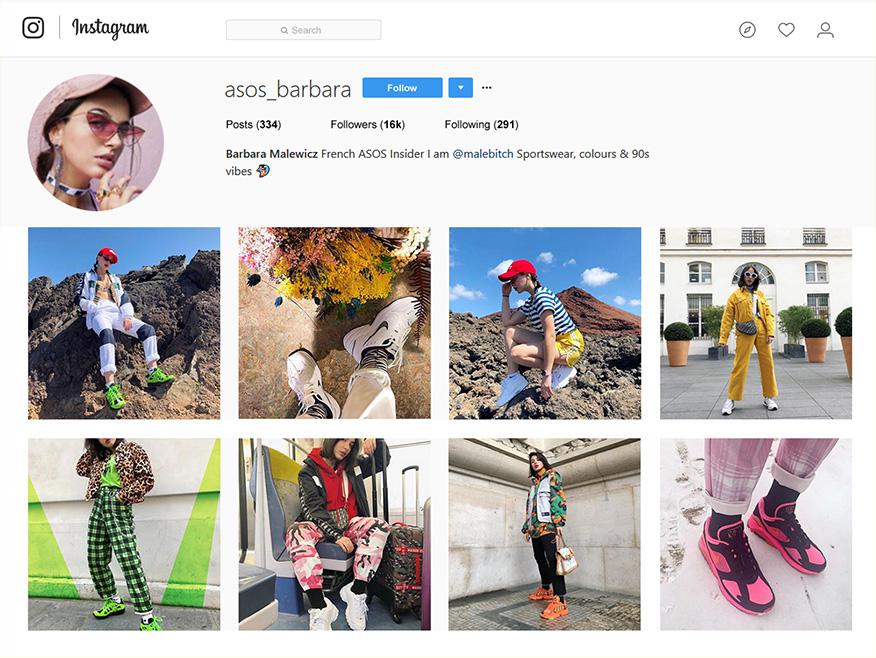 Instagram
Search
asos_barbara Follow ...
Posts (334) Followers (16k) Following (291)
Barbara Malewicz French ASOS Insider I am @malebitch Sportswear, colours & 90s
vibes